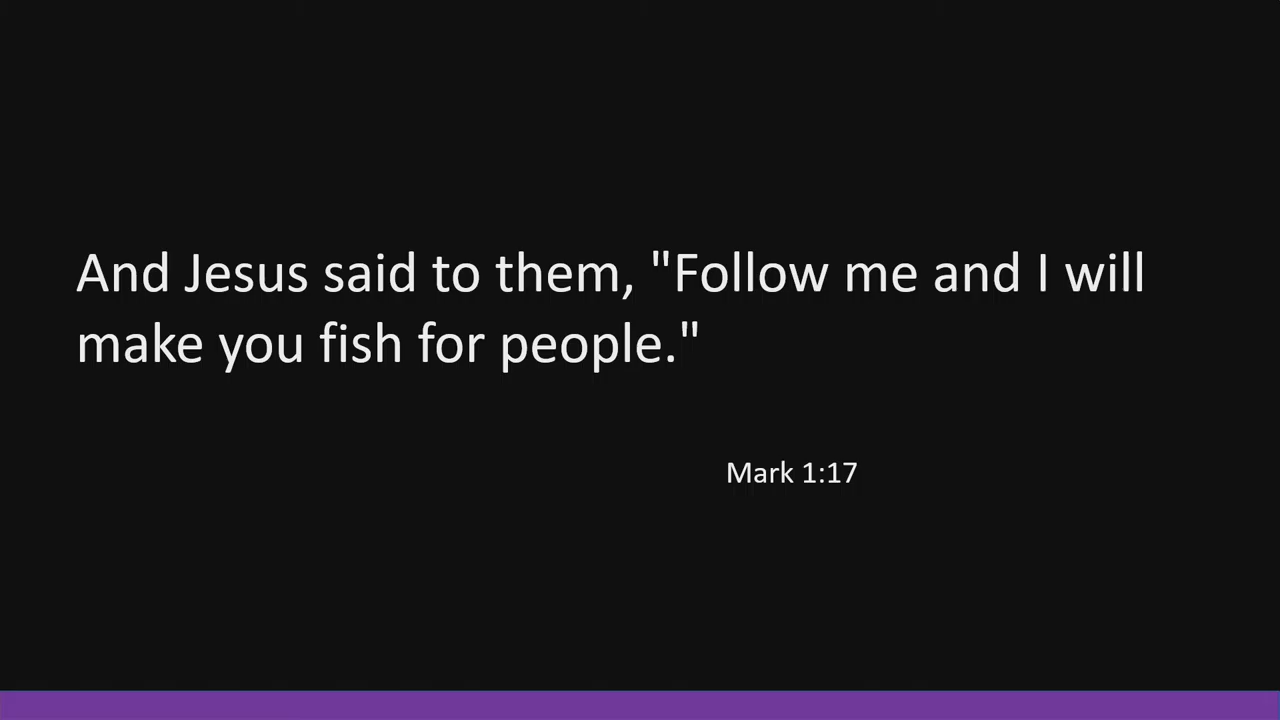 And Jesus said to them, "Follow me and I will
make you fish for people."
Mark 1:17